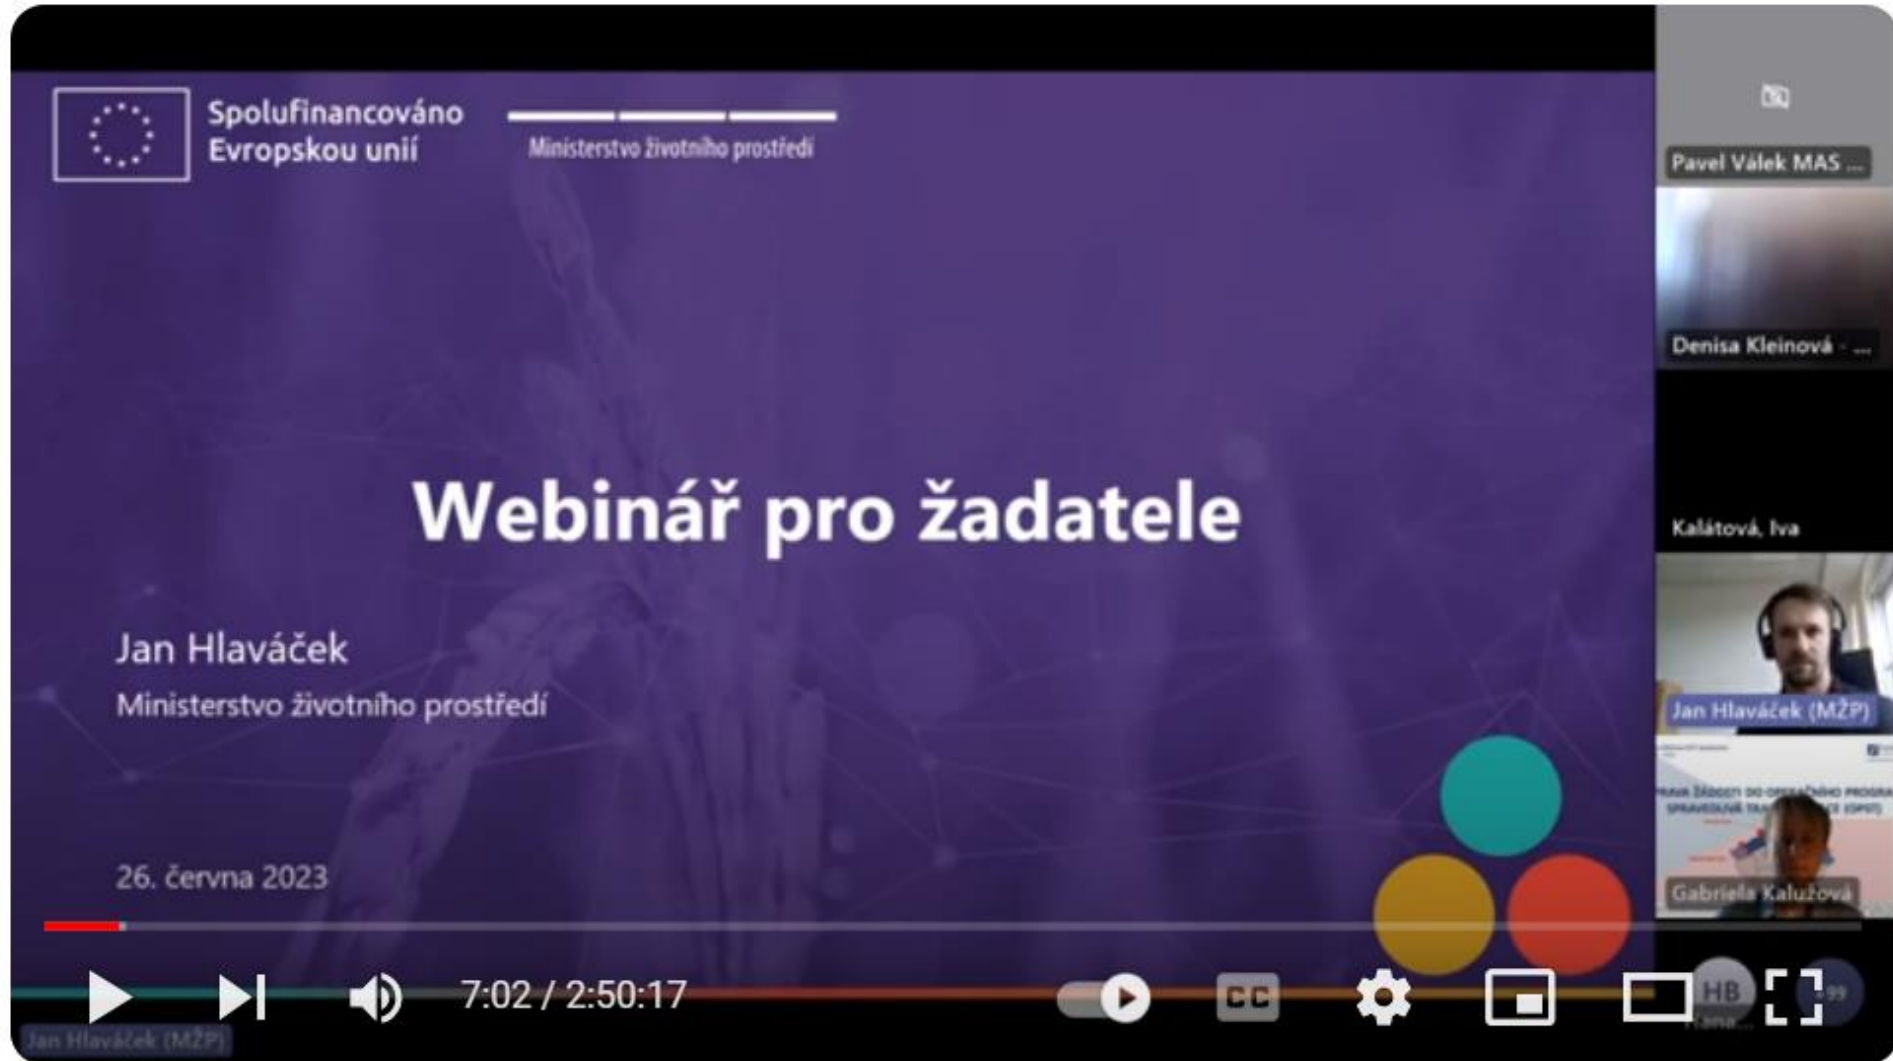 Spolufinancováno
Evropskou unií
Ministerstvo životního prostředí
Webinář pro žadatele
Jan Hlaváček
Ministerstvo životního prostředí
26. června 2023
Pavel Válek MAS ...
Denisa Kleinová - ...
Kalátová, Iva
Jan Hlaváček (MŽP)
Gabriela Kalužová
7:02 / 2:50:17
CC
HB
Jan Hlaváček (MŽP)